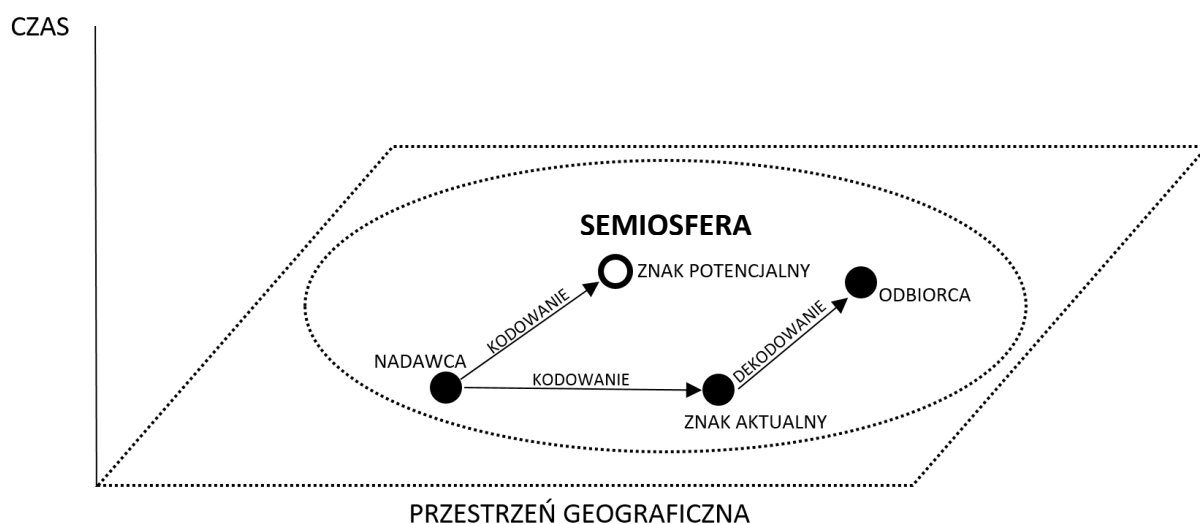 CZAS
SEMIOSFERA
ZNAK POTENCJALNY
ODBIORCA
KODOWANIE
DEKODOWANIE
NADAWCA
KODOWANIE
ZNAK AKTUALNY
PRZESTRZEŃ GEOGRAFICZNA